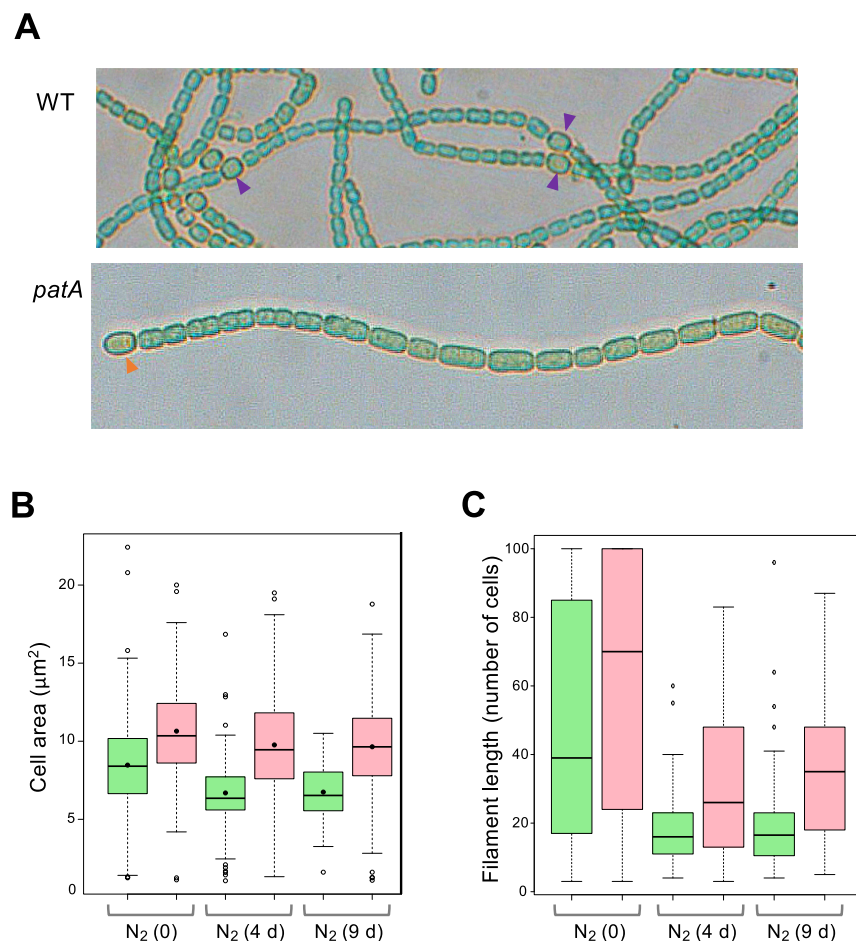 A
WT
patA
B
Cell area (μm²)
20
15
10
5
0
N₂ (0)
N₂ (4 d)
N₂ (9 d)
C
Filament length (number of cells)
100
80
60
40
20
0
N₂ (0)
N₂ (4 d)
N₂ (9 d)